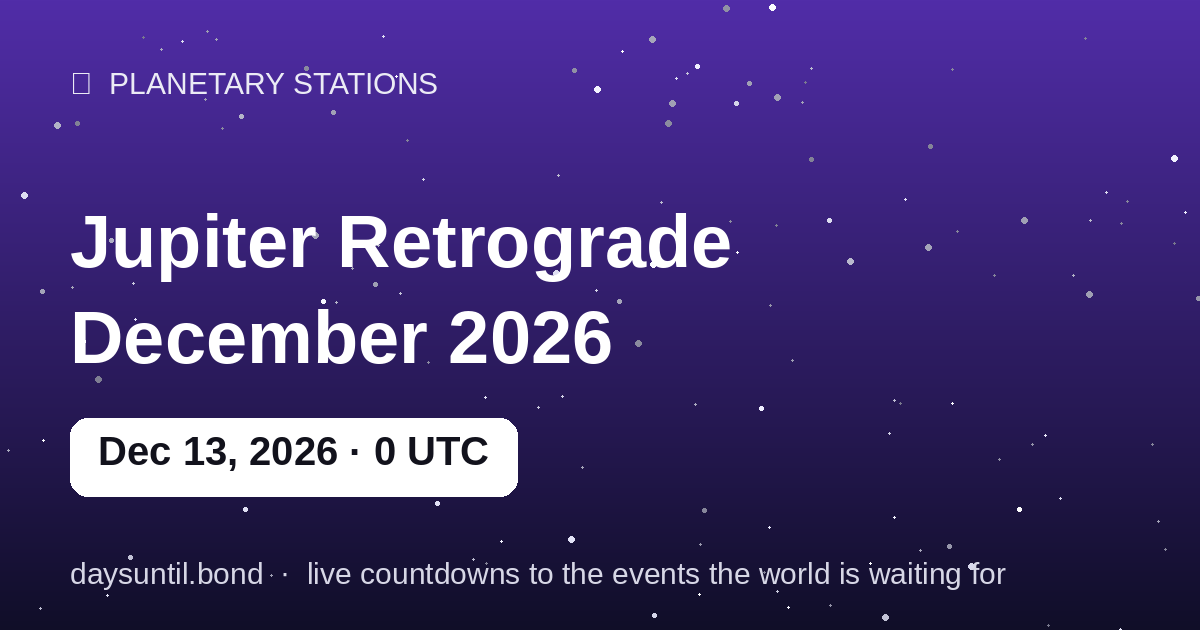 PLANETARY STATIONS
Jupiter Retrograde
December 2026
Dec 13, 2026 · 0 UTC
daysuntil.bond · live countdowns to the events the world is waiting for